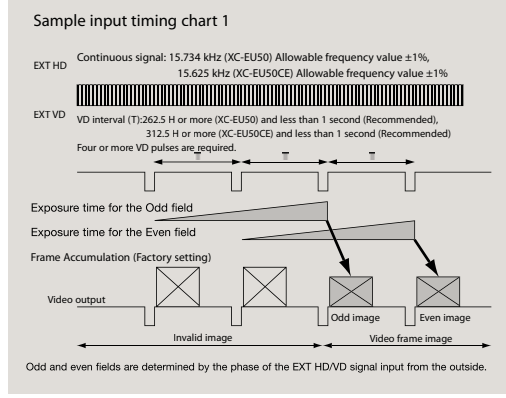 Sample input timing chart 1
EXT HD
Continuous signal: 15.734 kHz (XC-EU50) Allowable frequency value ±1%,
15.625 kHz (XC-EU50CE) Allowable frequency value ±1%
EXT VD
VD interval (T):262.5 H or more (XC-EU50) and less than 1 second (Recommended),
312.5 H or more (XC-EU50CE) and less than 1 second (Recommended)
Four or more VD pulses are required.
T T T
Exposure time for the Odd field
Exposure time for the Even field
Frame Accumulation (Factory setting)
Video output
Odd image Even image
Invalid image Video frame image
Odd and even fields are determined by the phase of the EXT HD/VD signal input from the outside.